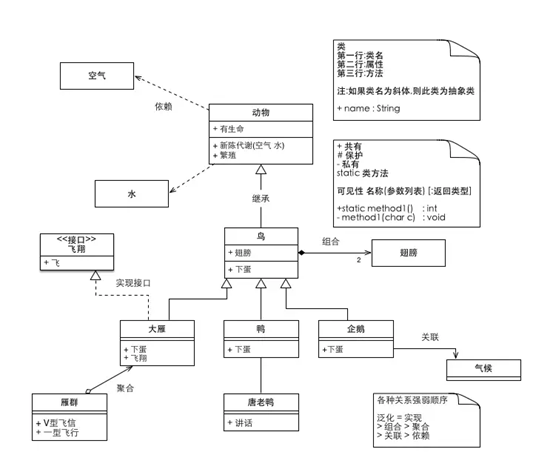 空气
依赖
动物
+ 有生命
+ 新陈代谢(空气 水)
+ 繁殖
水
继承
类
第一行:类名
第二行:属性
第三行:方法
注:如果类名为斜体,则此类为抽象类
+ name : String
+ 共有
# 保护
- 私有
static 类方法
可见性 名称(参数列表) [:返回类型]
+static method1() : int
- method1(char c) : void
<<接口>>
飞翔
+ 飞
实现接口
鸟
+ 翅膀
+ 下蛋
组合
2
翅膀
大雁
+ 下蛋
+ 飞翔
鸭
+ 下蛋
企鹅
+ 下蛋
关联
气候
聚合
雁群
+ V型飞信
+ 一型飞行
唐老鸭
+ 讲话
各种关系强弱顺序
泛化 = 实现
> 组合 > 聚合
> 关联 > 依赖